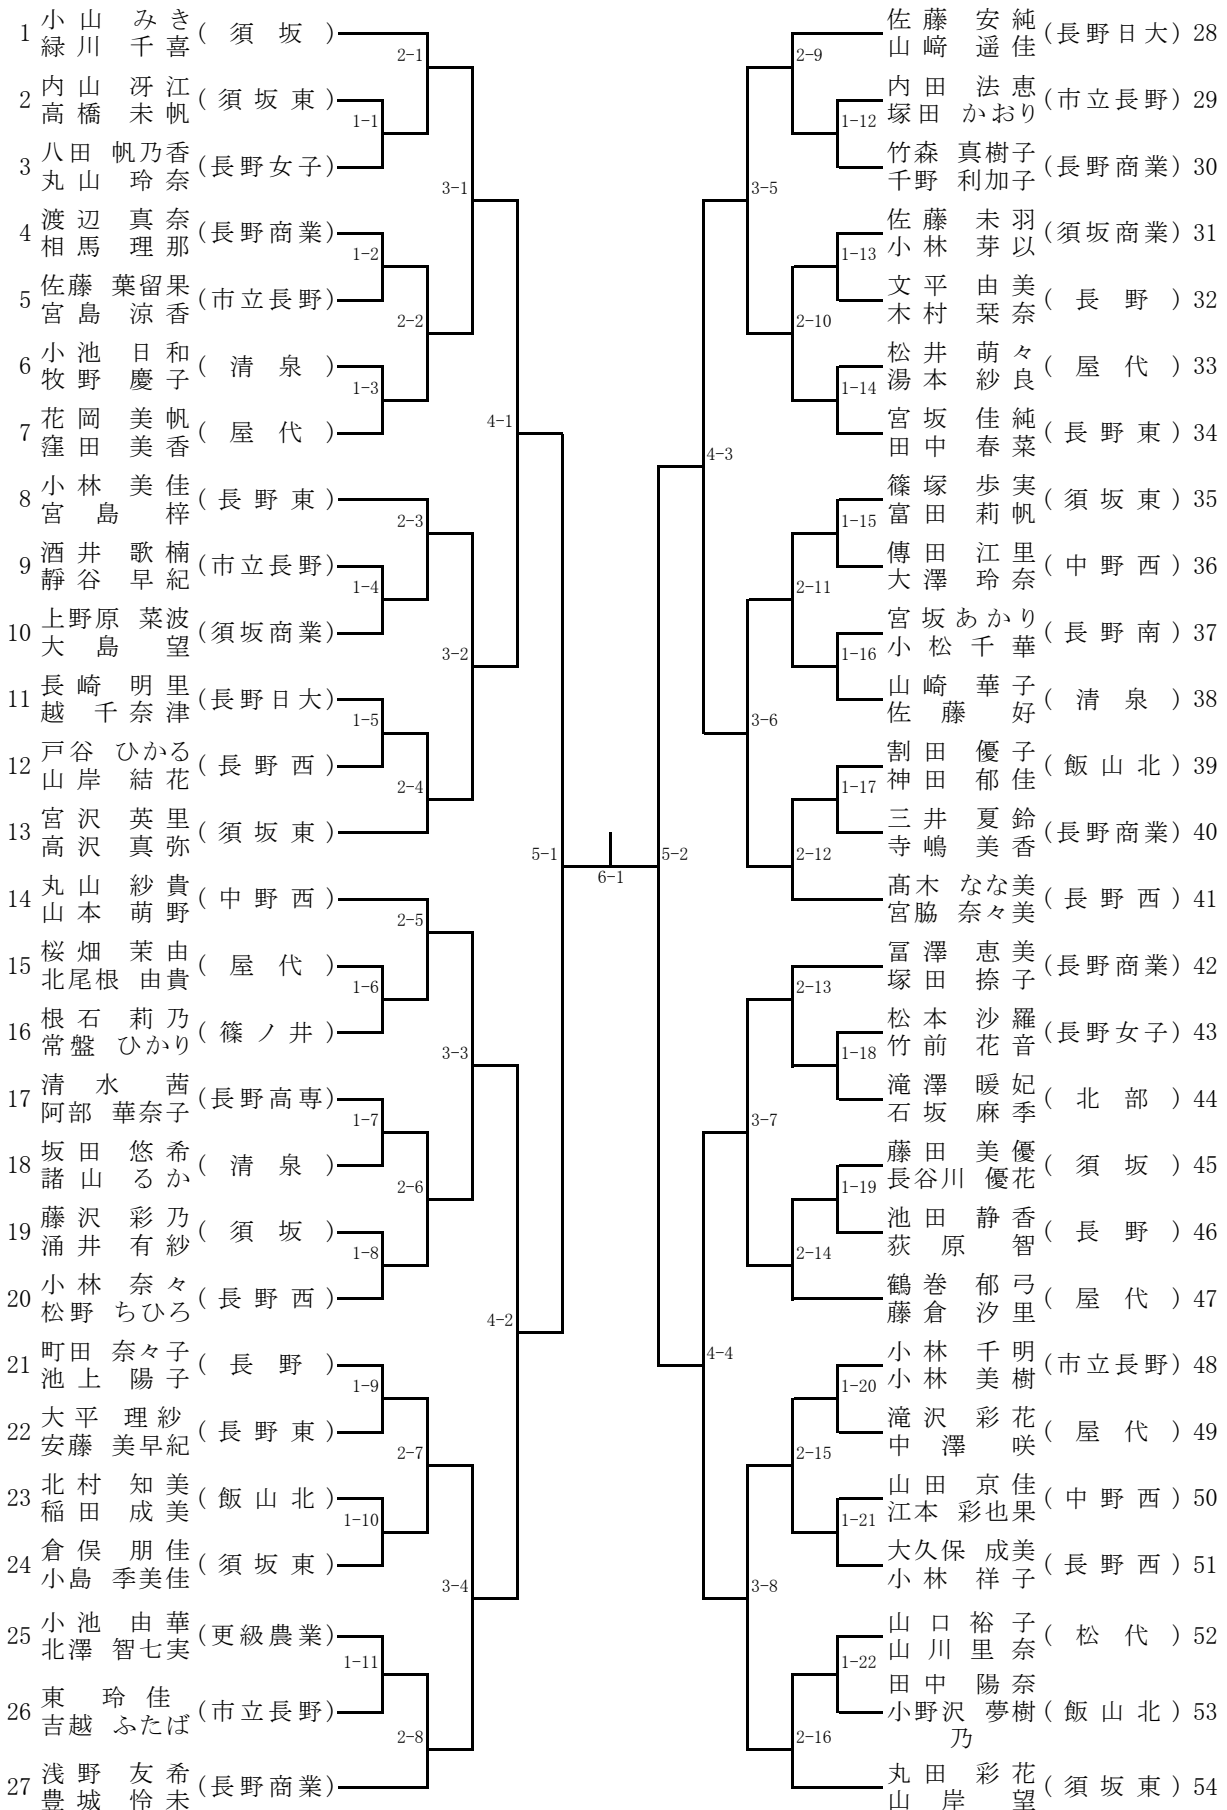 1 小山 みき (須坂)
緑川 千喜
2-1
2 内山 冴江 (須坂東)
高橋 未帆
1-1
3 八田 帆乃香 (長野女子)
丸山 玲奈
3-1
4 渡辺 真奈 (長野商業)
相馬 理那
1-2
5 佐藤 葉留果 (市立長野)
宮島 涼香
2-2
6 小池 日和 (清泉)
牧野 慶子
1-3
7 花岡 美帆 (屋代)
窪田 美香
4-1
8 小林 美佳 (長野東)
宮島 梓
2-3
9 酒井 歌楠 (市立長野)
靜谷 早紀
1-4
10 上野原 菜波 (須坂商業)
大島 望
3-2
11 長崎 明里 (長野日大)
越 千奈津
1-5
12 戸谷 ひかる (長野西)
山岸 結花
2-4
13 宮沢 英里 (須坂東)
高沢 真弥
5-1
6-1
14 丸山 紗貴 (中野西)
山本 萌野
2-5
15 桜畑 茉由 (屋代)
北尾根 由貴
1-6
16 根石 莉乃 (篠ノ井)
常盤 ひかり
3-3
17 清水 茜 (長野高専)
阿部 華奈子
1-7
18 坂田 悠希 (清泉)
諸山 るか
2-6
19 藤沢 彩乃 (須坂)
涌井 有紗
1-8
20 小林 奈々 (長野西)
松野 ちひろ
4-2
21 町田 奈々子 (長野)
池上 陽子
1-9
22 大平 理紗 (長野東)
安藤 美早紀
2-7
23 北村 知美 (飯山北)
稲田 成美
1-10
24 倉俣 朋佳 (須坂東)
小島 季美佳
3-4
25 小池 由華 (更級農業)
北澤 智七実
1-11
26 東 玲佳 (市立長野)
吉越 ふたば
2-8
27 浅野 友希 (長野商業)
豊城 怜未
佐藤 安純 (長野日大) 28
山﨑 遥佳
2-9
内田 法恵 (市立長野) 29
塚田 かおり
1-12
竹森 真樹子 (長野商業) 30
千野 利加子
3-5
佐藤 未羽 (須坂商業) 31
小林 芽以
1-13
文平 由美 (長野) 32
木村 栞奈
2-10
松井 萌々 (屋代) 33
湯本 紗良
1-14
宮坂 佳純 (長野東) 34
田中 春菜
4-3
篠塚 歩実 (須坂東) 35
富田 莉帆
1-15
傳田 江里 (中野西) 36
大澤 玲奈
2-11
宮坂あかり (長野南) 37
小松千華
1-16
山崎 華子 (清泉) 38
佐藤 好
3-6
割田 優子 (飯山北) 39
神田 郁佳
1-17
三井 夏鈴 (長野商業) 40
寺嶋 美香
2-12
髙木 なな美 (長野西) 41
宮脇 奈々美
5-2
冨澤 恵美 (長野商業) 42
塚田 捺子
2-13
松本 沙羅 (長野女子) 43
竹前 花音
1-18
滝澤 暖妃 (北部) 44
石坂 麻季
3-7
藤田 美優 (須坂) 45
長谷川 優花
1-19
池田 静香 (長野) 46
荻原 智
2-14
鶴巻 郁弓 (屋代) 47
藤倉 汐里
4-4
小林 千明 (市立長野) 48
小林 美樹
1-20
滝沢 彩花 (屋代) 49
中澤 咲
2-15
山田 京佳 (中野西) 50
江本 彩也果
1-21
大久保 成美 (長野西) 51
小林 祥子
3-8
山口裕子 (松代) 52
山川里奈
1-22
田中 陽奈
小野沢 夢樹 (飯山北) 53
乃
2-16
丸田 彩花 (須坂東) 54
山岸 望